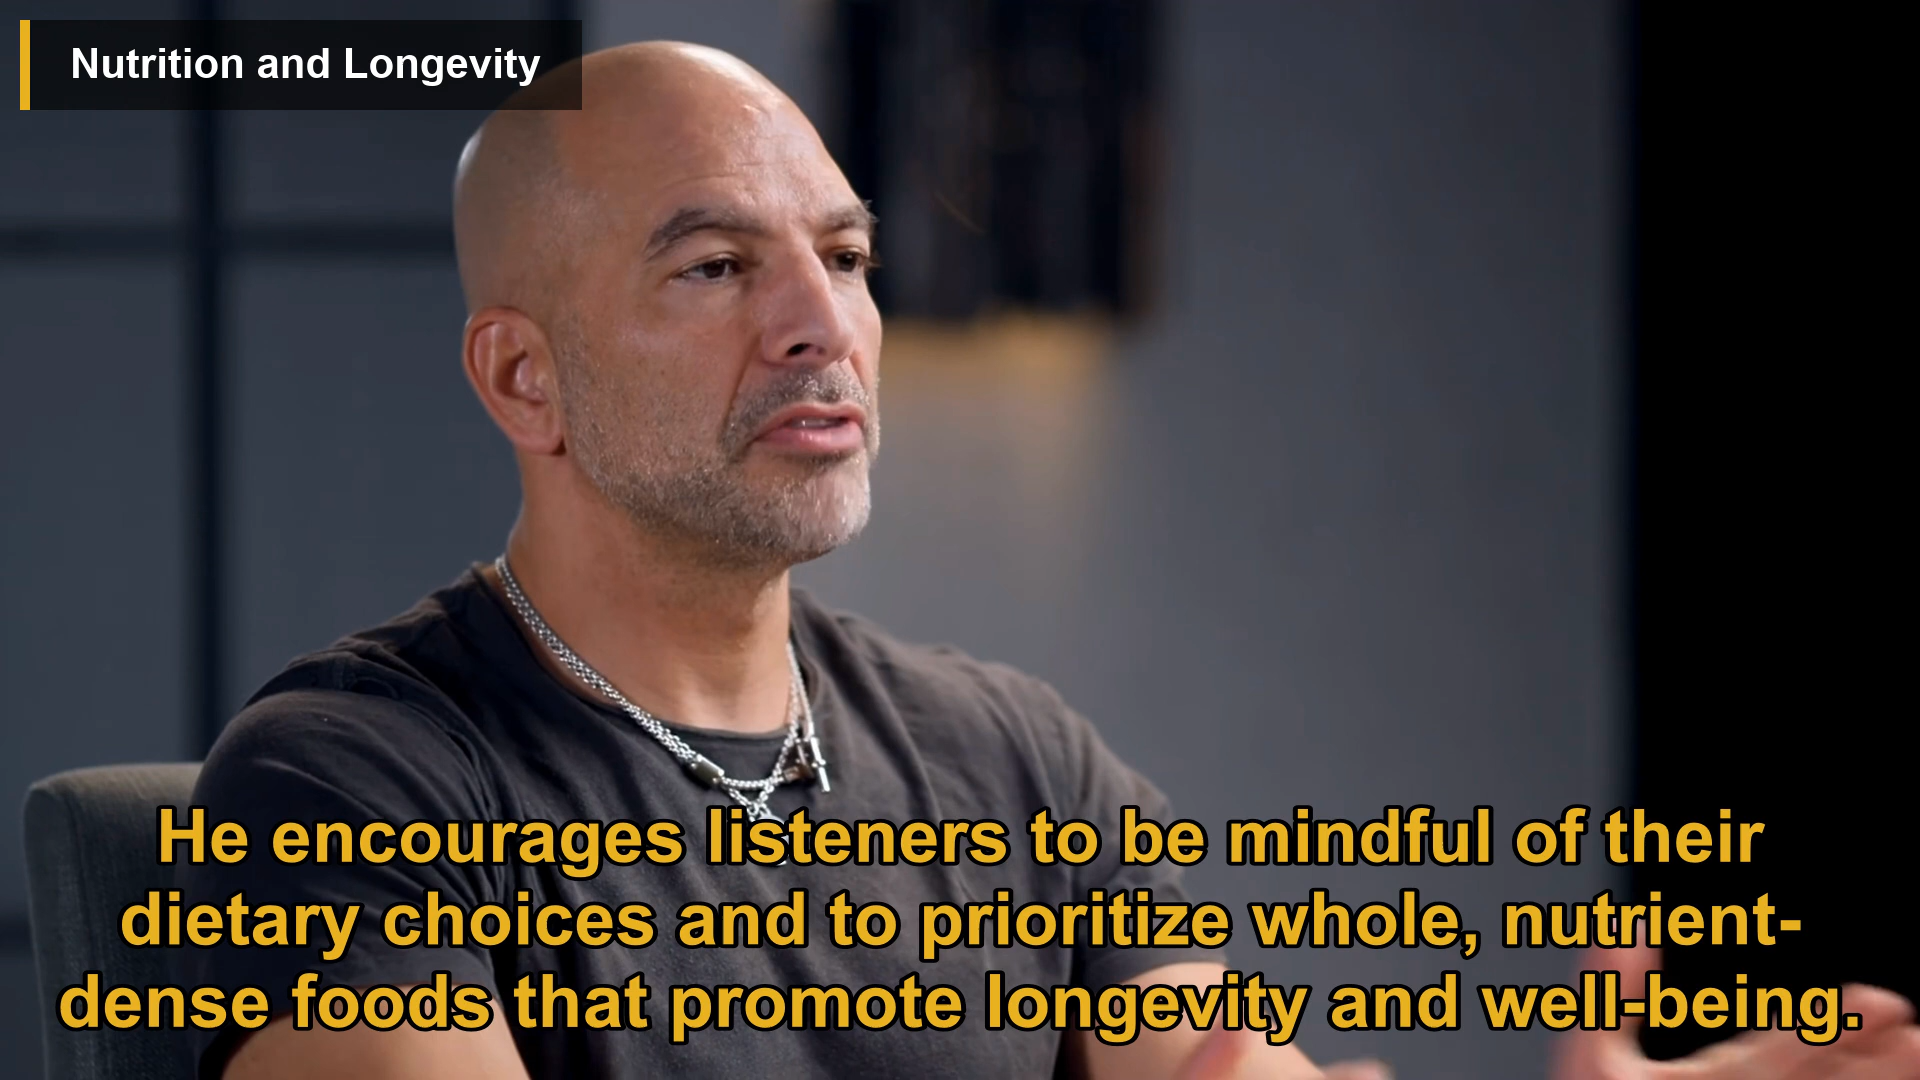 Nutrition and Longevity
He encourages listeners to be mindful of their
dietary choices and to prioritize whole, nutrient-
dense foods that promote longevity and well-being.